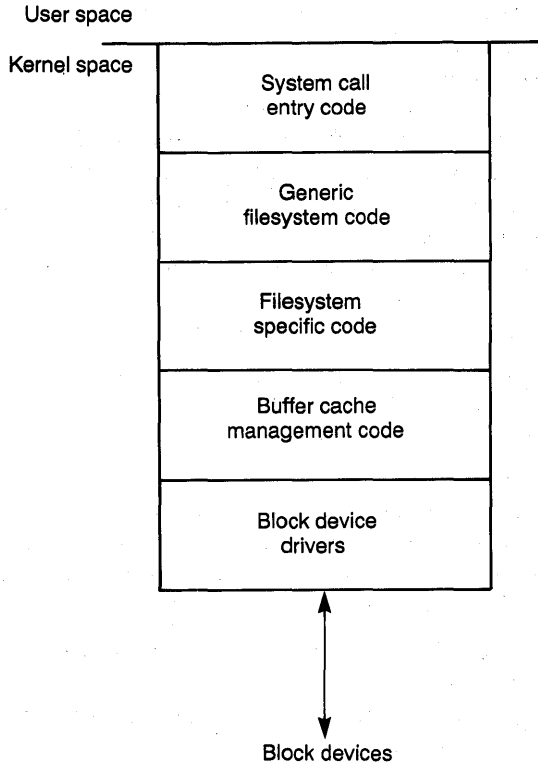 User space
Kernel space
System call
entry code
Generic
filesystem code
Filesystem
specific code
Buffer cache
management code
Block device
drivers
Block devices